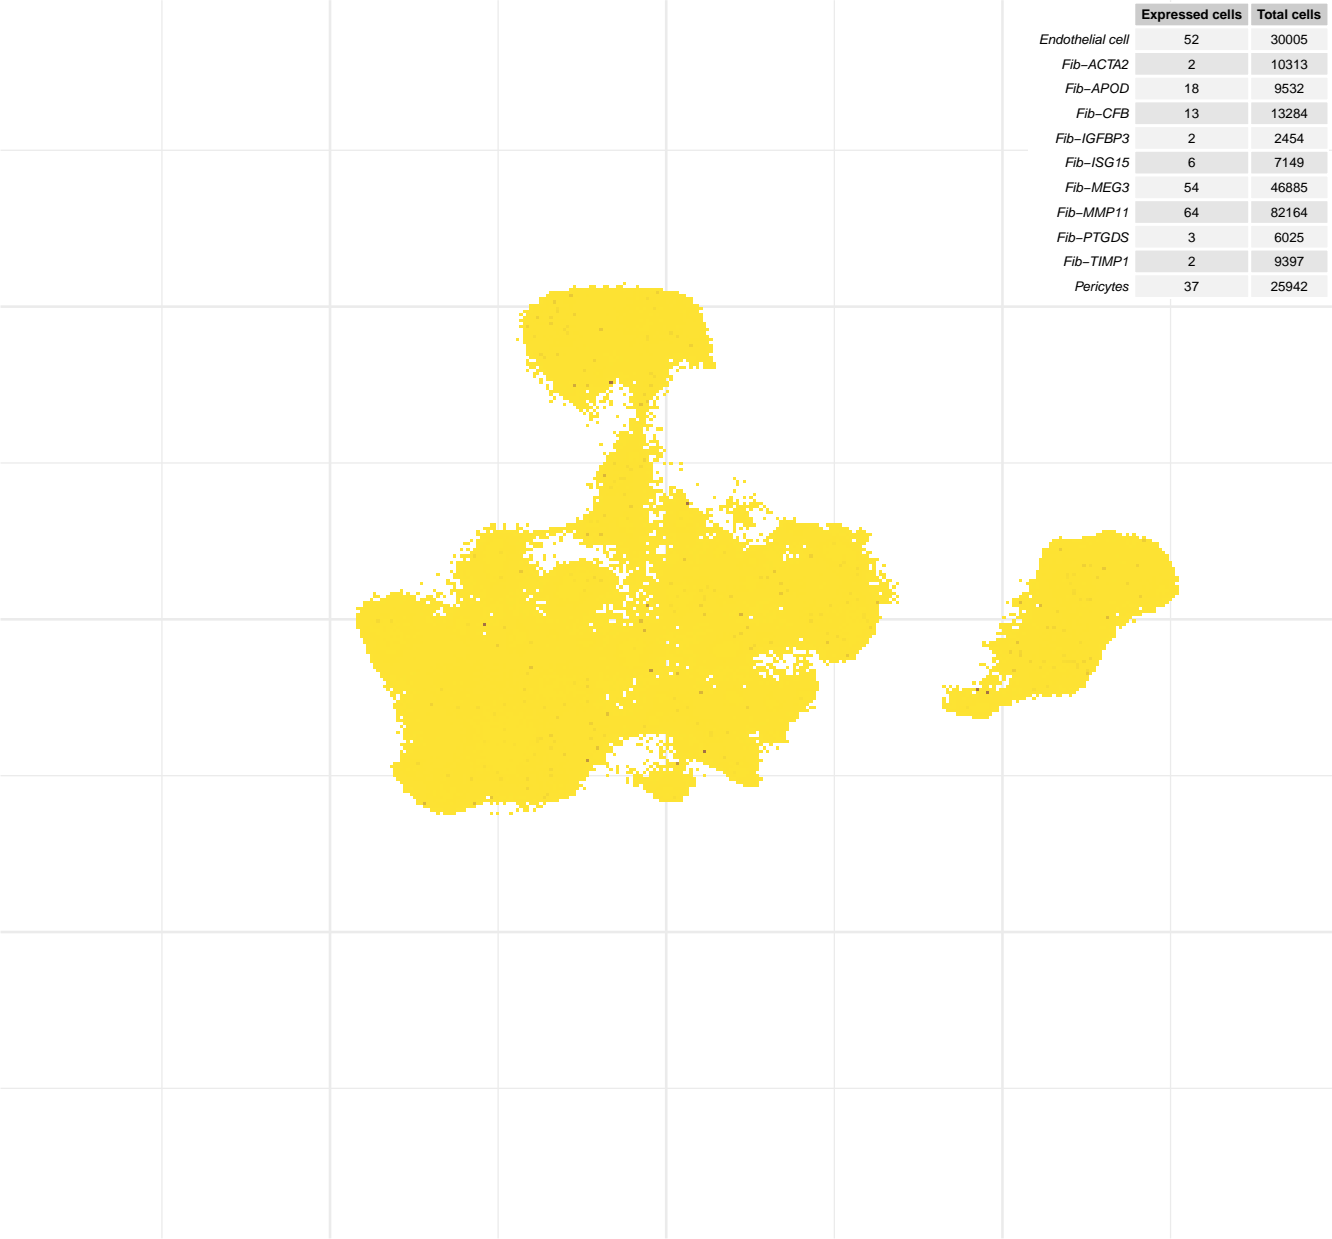 Expressed cells Total cells
Endothelial cell 52 30005
Fib−ACTA2 2 10313
Fib−APOD 18 9532
Fib−CFB 13 13284
Fib−IGFBP3 2 2454
Fib−ISG15 6 7149
Fib−MEG3 54 46885
Fib−MMP11 64 82164
Fib−PTGDS 3 6025
Fib−TIMP1 2 9397
Pericytes 37 25942